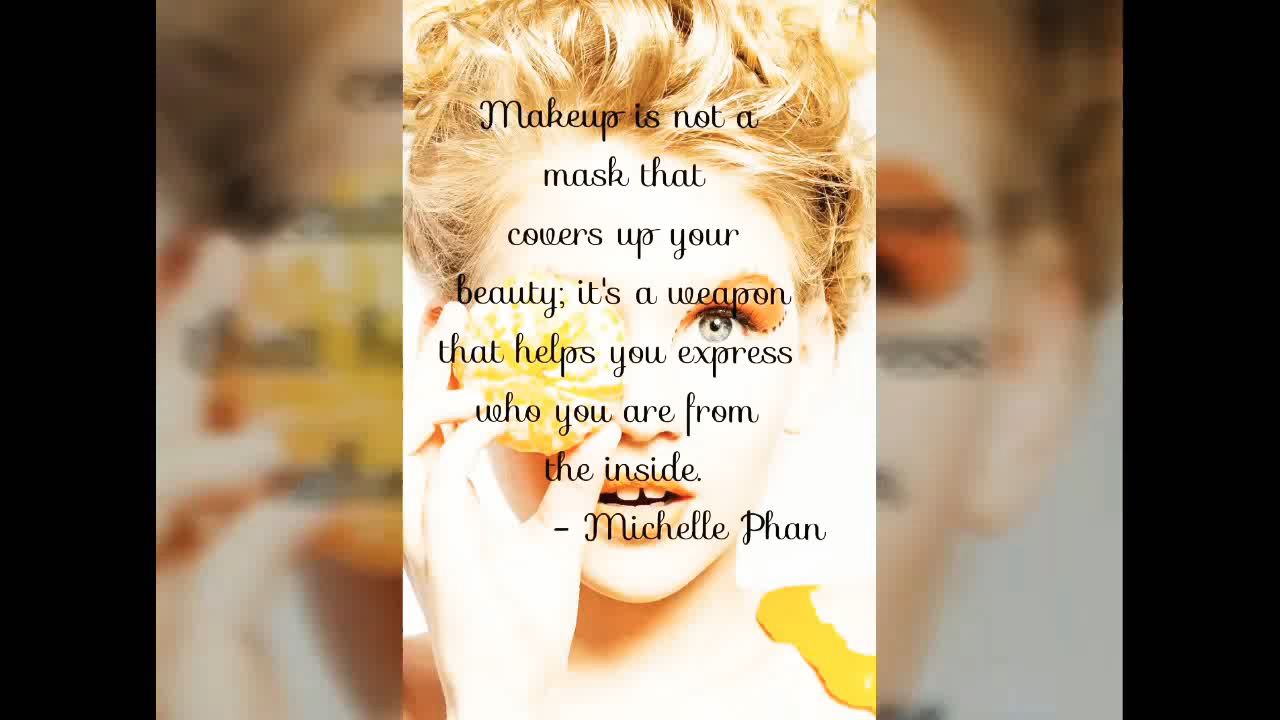 Makeup is not a
mask that
covers up your
beauty; it's a weapon
that helps you express
who you are from
the inside.
- Michelle Phan